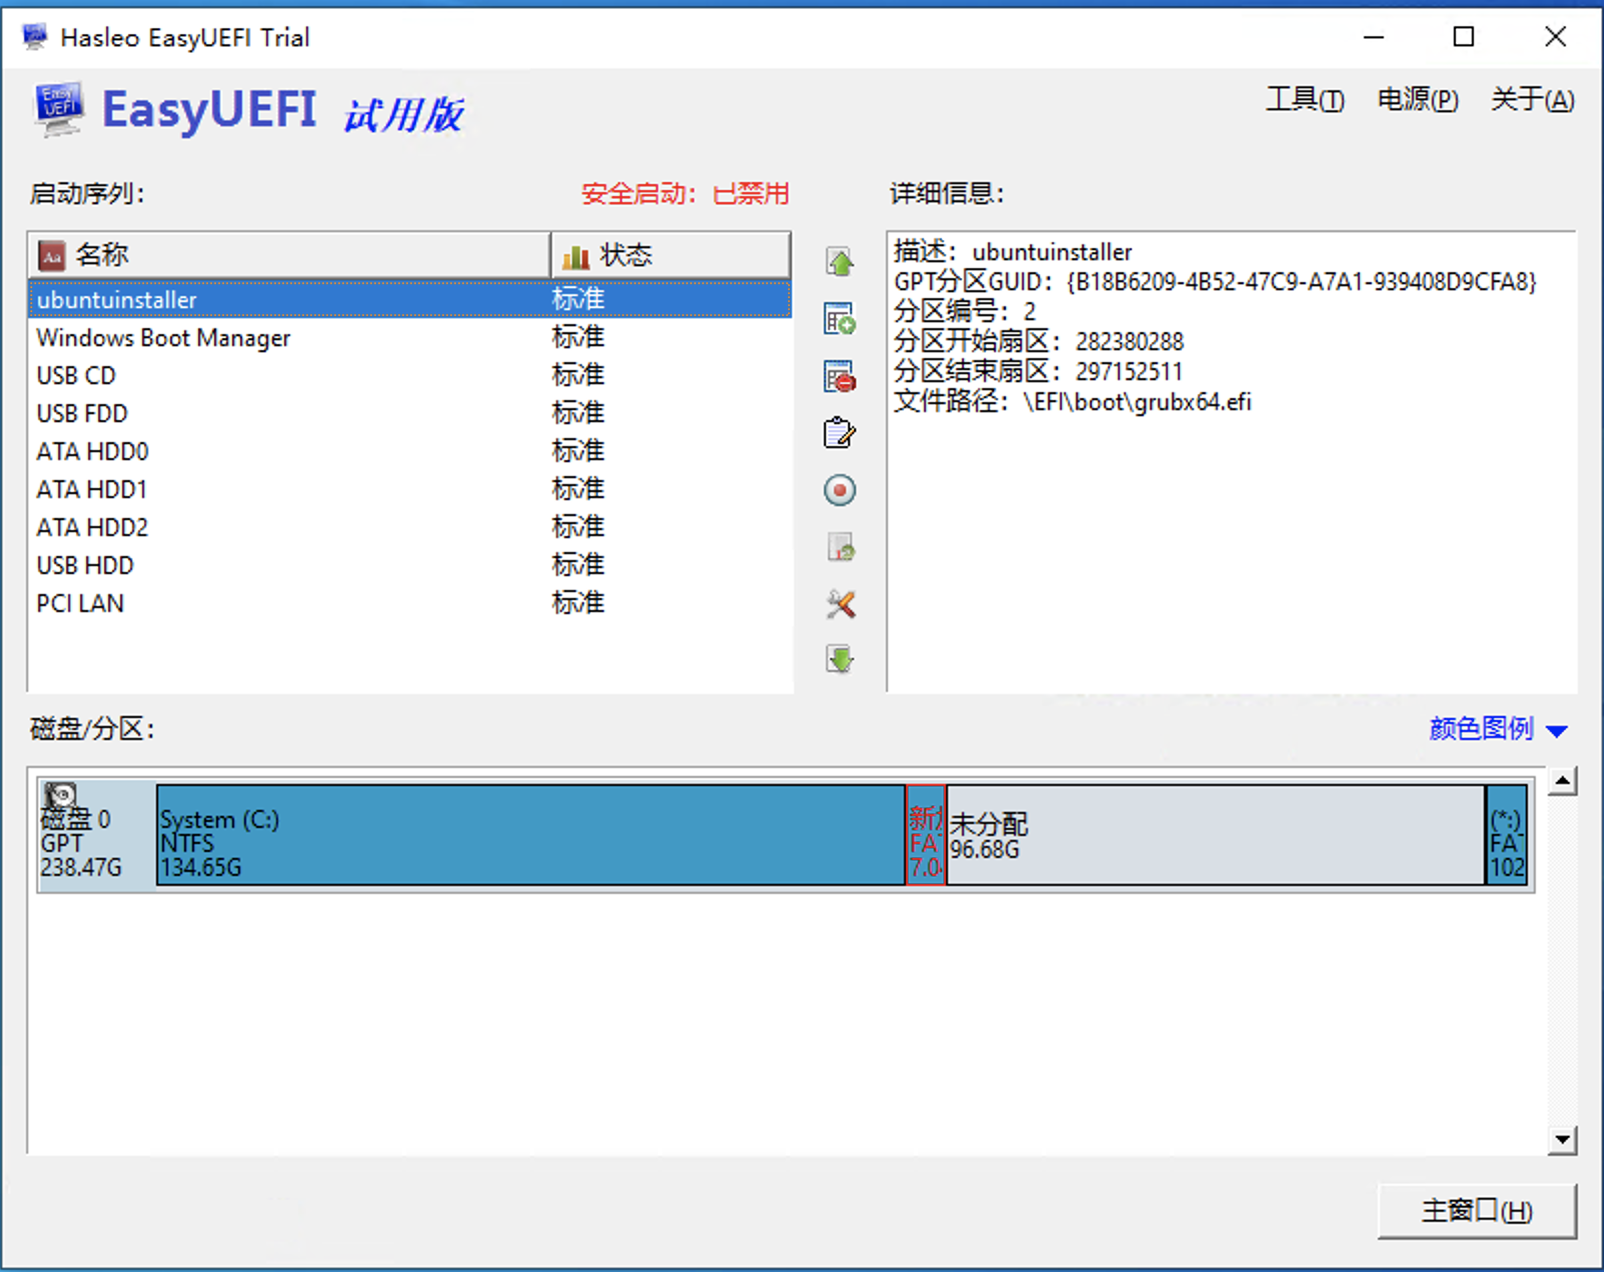 Hasleo EasyUEFI Trial
EasyUEFI 试用版
工具(T) 电源(P) 关于(A)
启动序列:
安全启动: 已禁用
名称 状态
ubuntuinstaller 标准
Windows Boot Manager 标准
USB CD 标准
USB FDD 标准
ATA HDD0 标准
ATA HDD1 标准
ATA HDD2 标准
USB HDD 标准
PCI LAN 标准
详细信息:
描述: ubuntuinstaller
GPT分区GUID: {B18B6209-4B52-47C9-A7A1-939408D9CFA8}
分区编号: 2
分区开始扇区: 282380288
分区结束扇区: 297152511
文件路径: \EFI\boot\grubx64.efi
磁盘/分区:
颜色图例
磁盘 0
GPT
238.47G
System (C:)
NTFS
134.65G
新
FA
7.0
未分配
96.68G
(*:)
FA
102
主窗口(H)